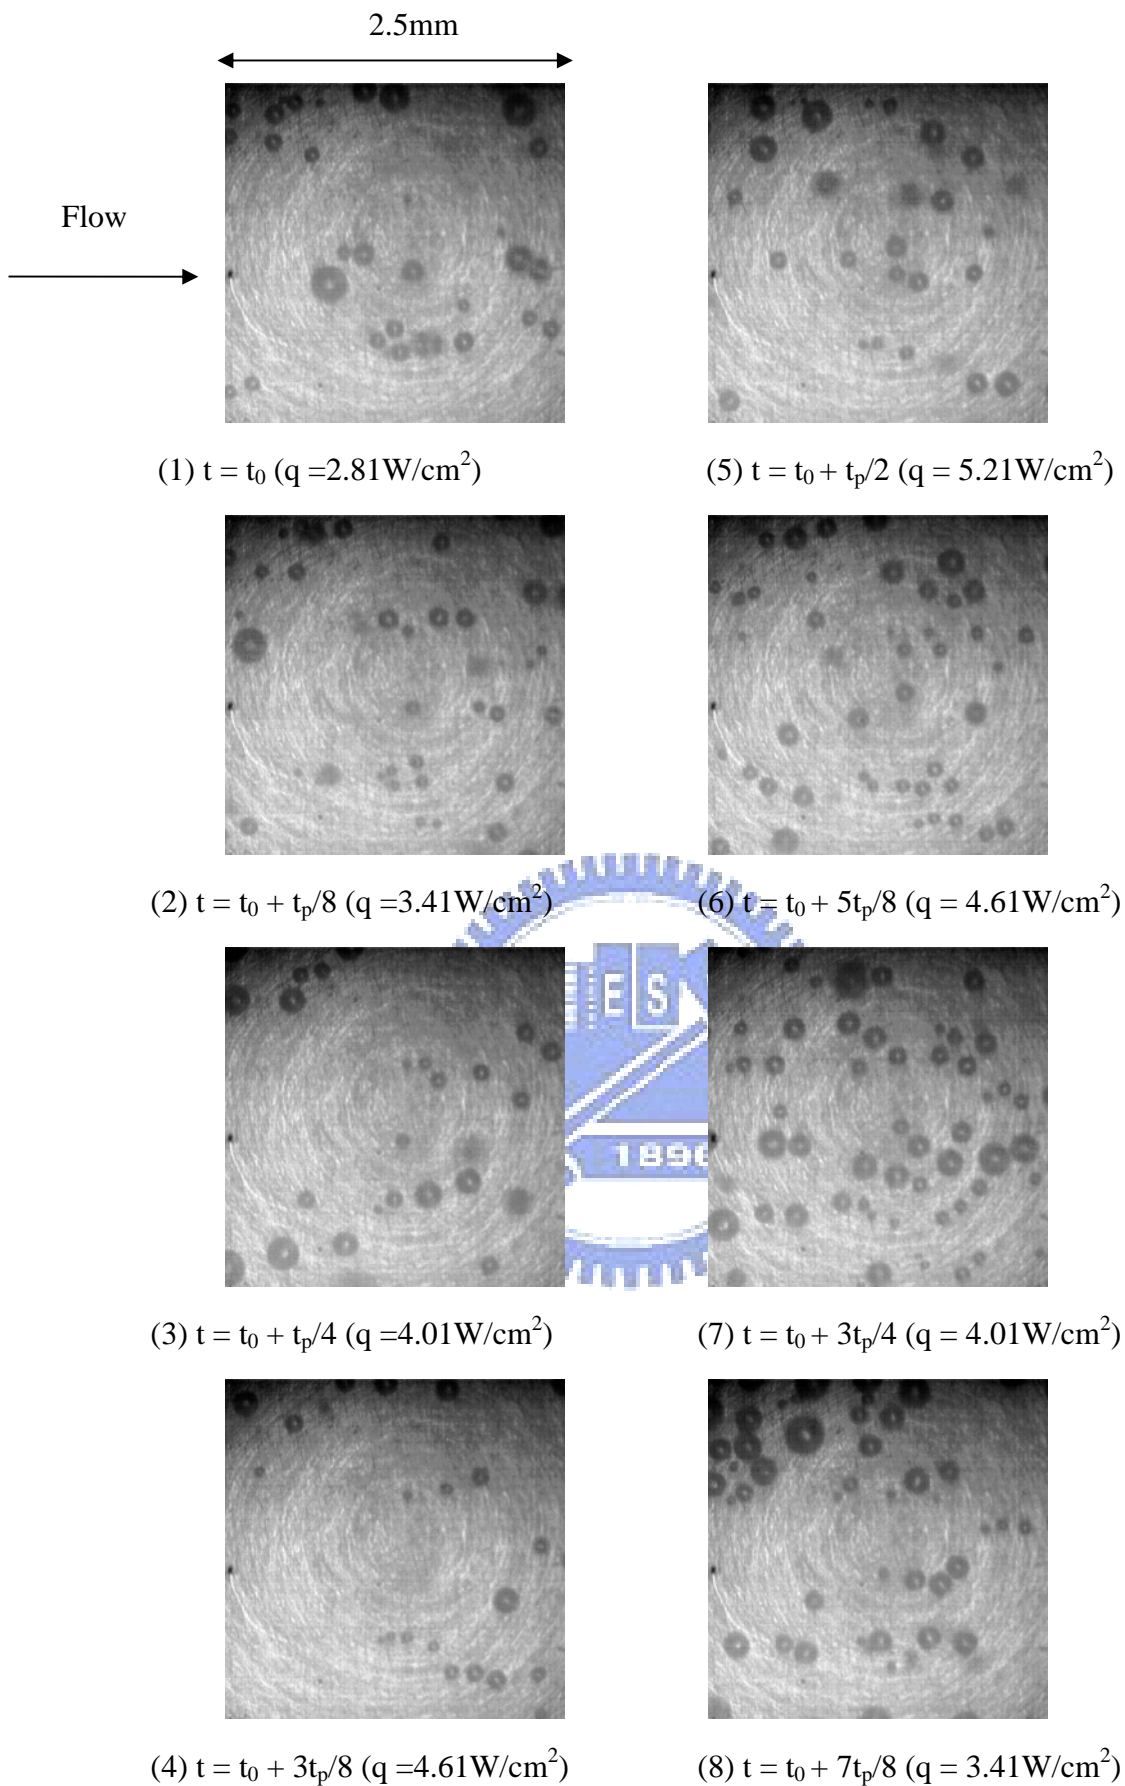 2.5mm
Flow
(1) t = t₀ (q =2.81W/cm²)
(5) t = t₀ + tₚ/2 (q = 5.21W/cm²)
(2) t = t₀ + tₚ/8 (q =3.41W/cm²)
(6) t = t₀ + 5tₚ/8 (q = 4.61W/cm²)
E S
1896
(3) t = t₀ + tₚ/4 (q =4.01W/cm²)
(7) t = t₀ + 3tₚ/4 (q = 4.01W/cm²)
(4) t = t₀ + 3tₚ/8 (q =4.61W/cm²)
(8) t = t₀ + 7tₚ/8 (q = 3.41W/cm²)